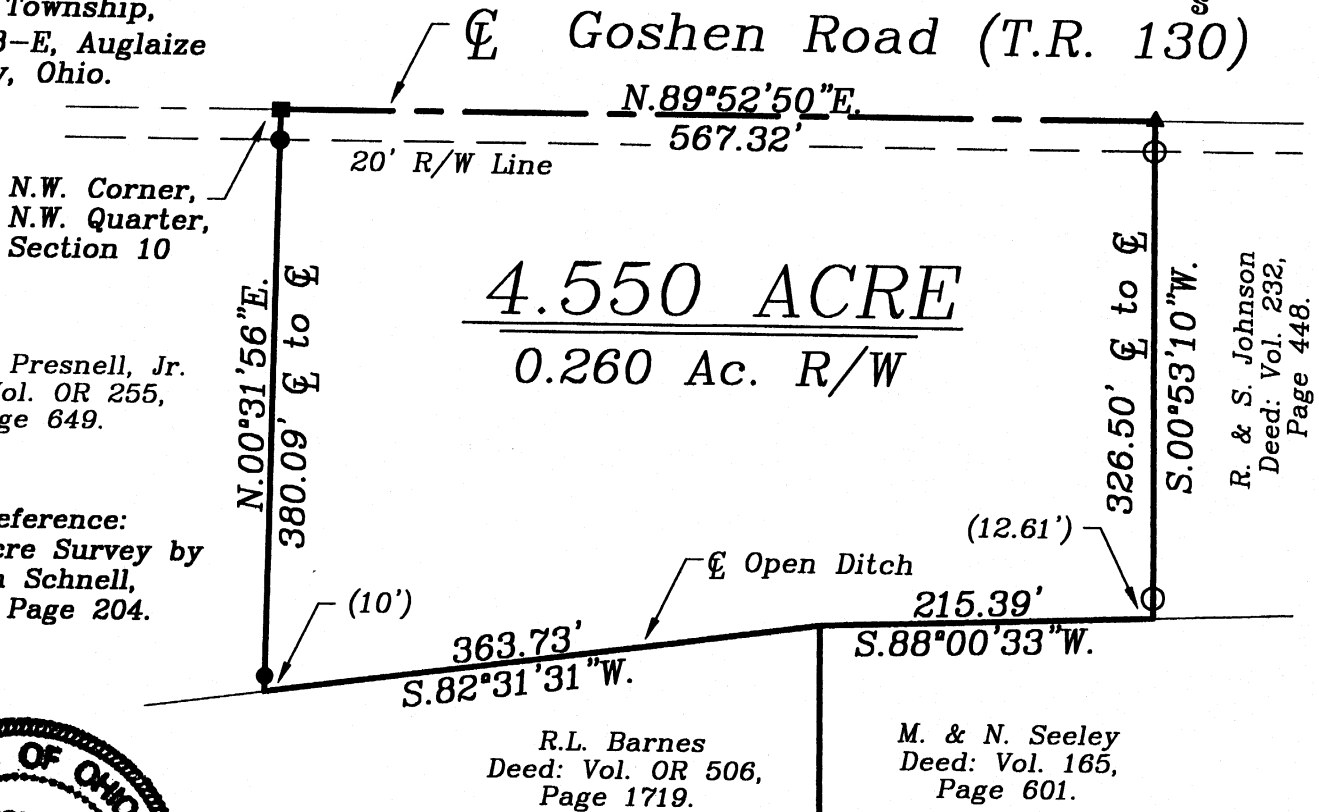 Township,
-E, Auglaize
, Ohio.
℄ Goshen Road (T.R. 130)
N.89°52'50"E.
567.32'
20' R/W Line
N.W. Corner,
N.W. Quarter,
Section 10
N.00°31'56"E.
380.09' ℄ to ℄
4.550 ACRE
0.260 Ac. R/W
326.50' ℄ to ℄
S.00°53'10"W.
R. & S. Johnson
Deed: Vol. 232,
Page 448.
Presnell, Jr.
Vol. OR 255,
ge 649.
eference:
cre Survey by
Schnell,
Page 204.
(10')
(12.61')
℄ Open Ditch
363.73'
S.82°31'31"W.
215.39'
S.88°00'33"W.
R.L. Barnes
Deed: Vol. OR 506,
Page 1719.
M. & N. Seeley
Deed: Vol. 165,
Page 601.
OF OHIO